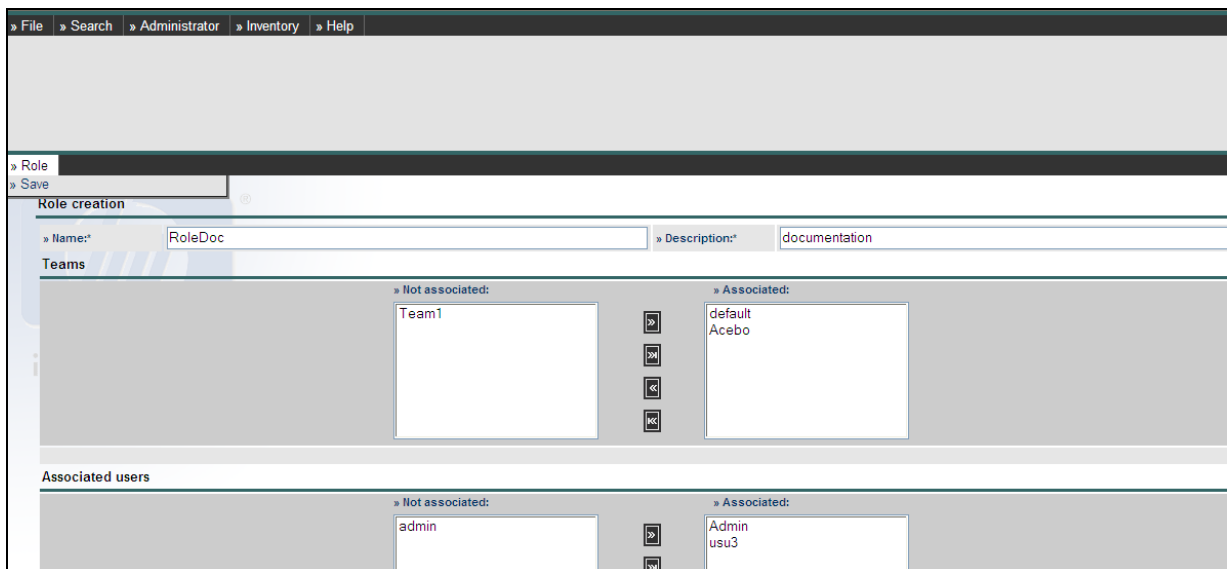 » File » Search » Administrator » Inventory » Help
» Role
» Save
®
Role creation
» Name:* RoleDoc » Description:* documentation
Teams
» Not associated: » Associated:
Team1 default
Acebo
Associated users
» Not associated: » Associated:
admin Admin
usu3